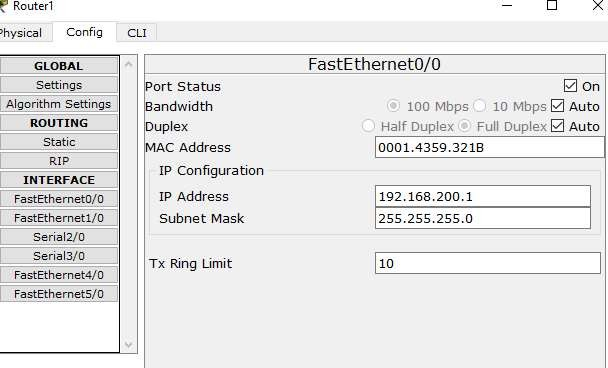 Router1
Physical Config CLI
GLOBAL
Settings
Algorithm Settings
ROUTING
Static
RIP
INTERFACE
FastEthernet0/0
FastEthernet1/0
Serial2/0
Serial3/0
FastEthernet4/0
FastEthernet5/0
FastEthernet0/0
Port Status On
Bandwidth 100 Mbps 10 Mbps Auto
Duplex Half Duplex Full Duplex Auto
MAC Address 0001.4359.321B
IP Configuration
IP Address 192.168.200.1
Subnet Mask 255.255.255.0
Tx Ring Limit 10